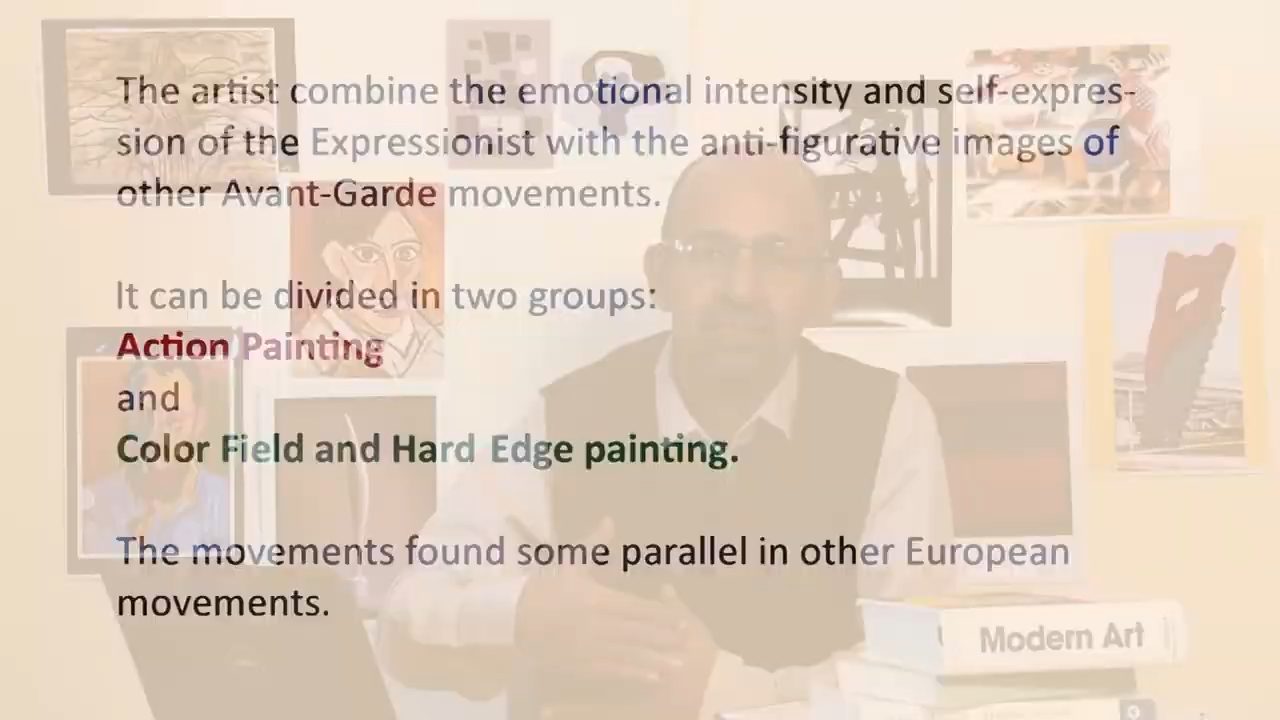 The artist combine the emotional intensity and self-expres-
sion of the Expressionist with the anti-figurative images of
other Avant-Garde movements.
It can be divided in two groups:
Action Painting
and
Color Field and Hard Edge painting.
The movements found some parallel in other European
movements.
Modern Art